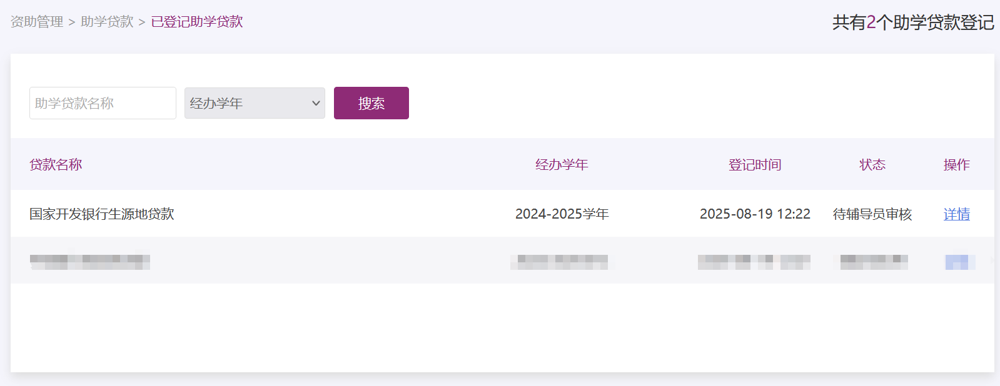 资助管理 > 助学贷款 > 已登记助学贷款
共有2个助学贷款登记
助学贷款名称 经办学年 搜索
贷款名称 经办学年 登记时间 状态 操作
国家开发银行生源地贷款 2024-2025学年 2025-08-19 12:22 待辅导员审核 详情